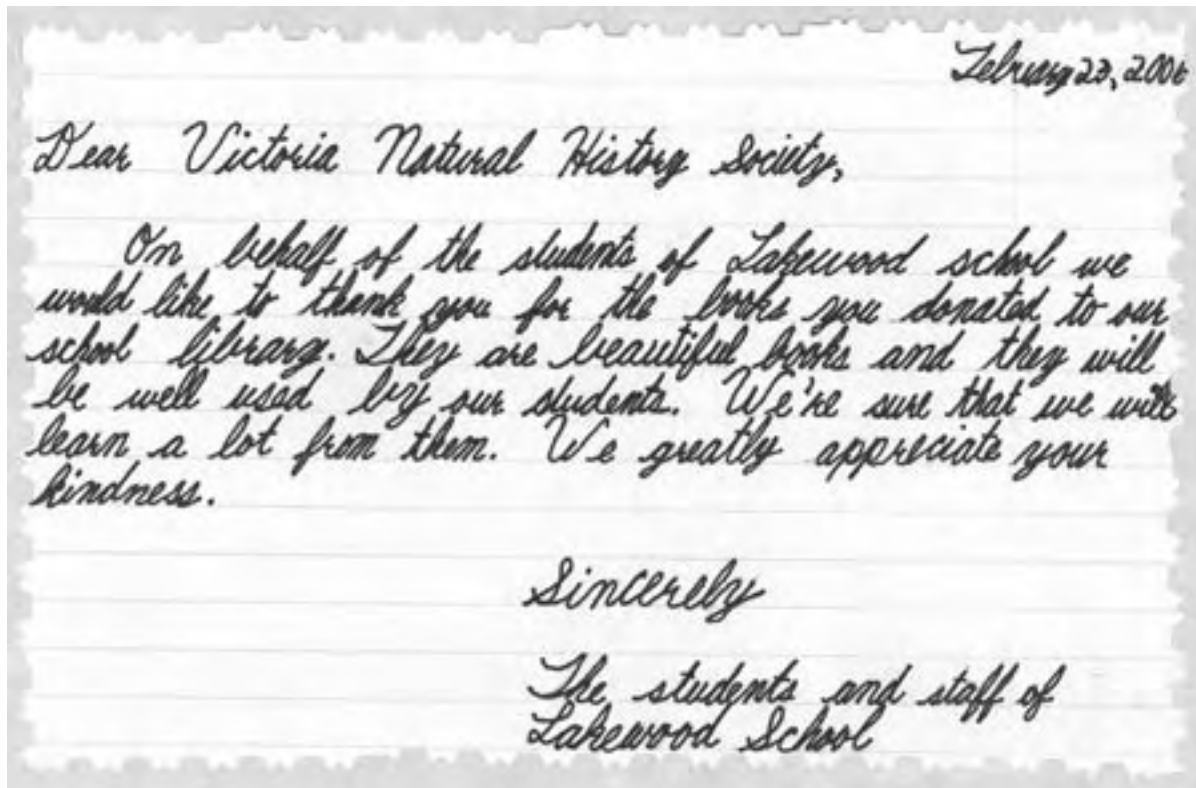 February 23, 2006
Dear Victoria Natural History Society,
On behalf of the students of Lakewood school we
would like to thank you for the books you donated to our
school library. They are beautiful books and they will
be well used by our students. We're sure that we will
learn a lot from them. We greatly appreciate your
kindness.
Sincerely
The students and staff of
Lakewood School